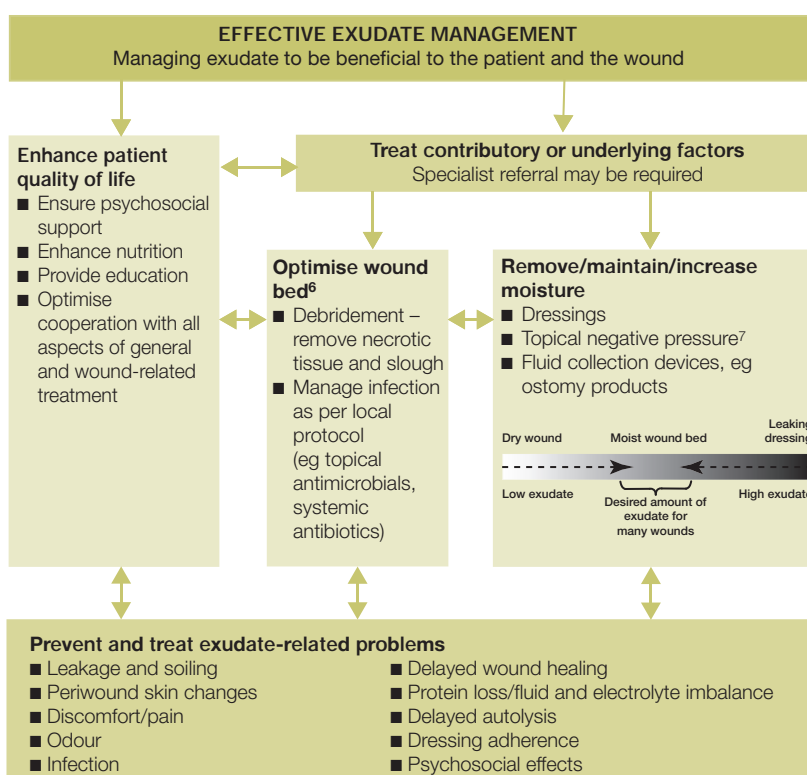 EFFECTIVE EXUDATE MANAGEMENT
Managing exudate to be beneficial to the patient and the wound
Enhance patient
quality of life
■ Ensure psychosocial
support
■ Enhance nutrition
■ Provide education
■ Optimise
cooperation with all
aspects of general
and wound-related
treatment
Treat contributory or underlying factors
Specialist referral may be required
Optimise wound
bed⁶
■ Debridement –
remove necrotic
tissue and slough
■ Manage infection
as per local
protocol
(eg topical
antimicrobials,
systemic
antibiotics)
Remove/maintain/increase
moisture
■ Dressings
■ Topical negative pressure⁷
■ Fluid collection devices, eg
ostomy products
Dry wound
Moist wound bed
Leaking
dressing
Low exudate
Desired amount of
exudate for
many wounds
High exudate
Prevent and treat exudate-related problems
■ Leakage and soiling
■ Periwound skin changes
■ Discomfort/pain
■ Odour
■ Infection
■ Delayed wound healing
■ Protein loss/fluid and electrolyte imbalance
■ Delayed autolysis
■ Dressing adherence
■ Psychosocial effects